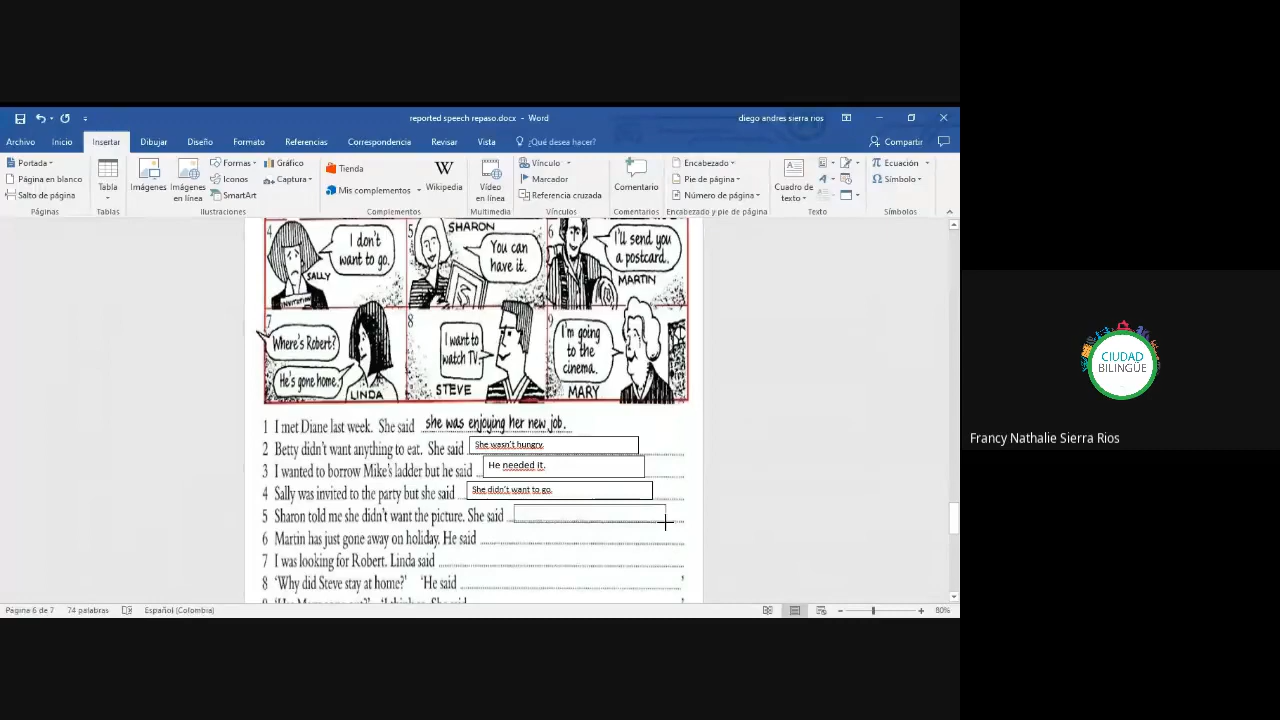 reported speech repaso.docx - Word
diego andres sierra rios
Archivo Inicio Insertar Dibujar Diseño Formato Referencias Correspondencia Revisar Vista ¿Qué desea hacer? Compartir
Portada
Página en blanco
Salto de página
Páginas
Tabla
Tablas
Imágenes
Imágenes en línea
Formas
Iconos
SmartArt
Gráfico
Captura
Ilustraciones
Tienda
Mis complementos
Wikipedia
Complementos
Vídeo en línea
Multimedia
Vínculo
Marcador
Referencia cruzada
Vínculos
Comentario
Comentarios
Encabezado
Pie de página
Número de página
Encabezado y pie de página
Cuadro de texto
Texto
Ecuación
Símbolo
Símbolos
4
I don't
want to go.
SALLY
INVITATION
5
SHARON
You can
have it.
6
I'll send you
a postcard.
MARTIN
7
Where's Robert?
He's gone home.
LINDA
8
I want to
watch TV.
STEVE
9
I'm going
to the
cinema.
MARY
1 I met Diane last week. She said she was enjoying her new job.
2 Betty didn't want anything to eat. She said She wasn't hungry.
3 I wanted to borrow Mike's ladder but he said He needed it.
4 Sally was invited to the party but she said She didn't want to go.
5 Sharon told me she didn't want the picture. She said
6 Martin has just gone away on holiday. He said
7 I was looking for Robert. Linda said
8 'Why did Steve stay at home?' 'He said
Página 6 de 7 74 palabras Español (Colombia) 80%
CIUDAD
BILINGÜE
Francy Nathalie Sierra Rios